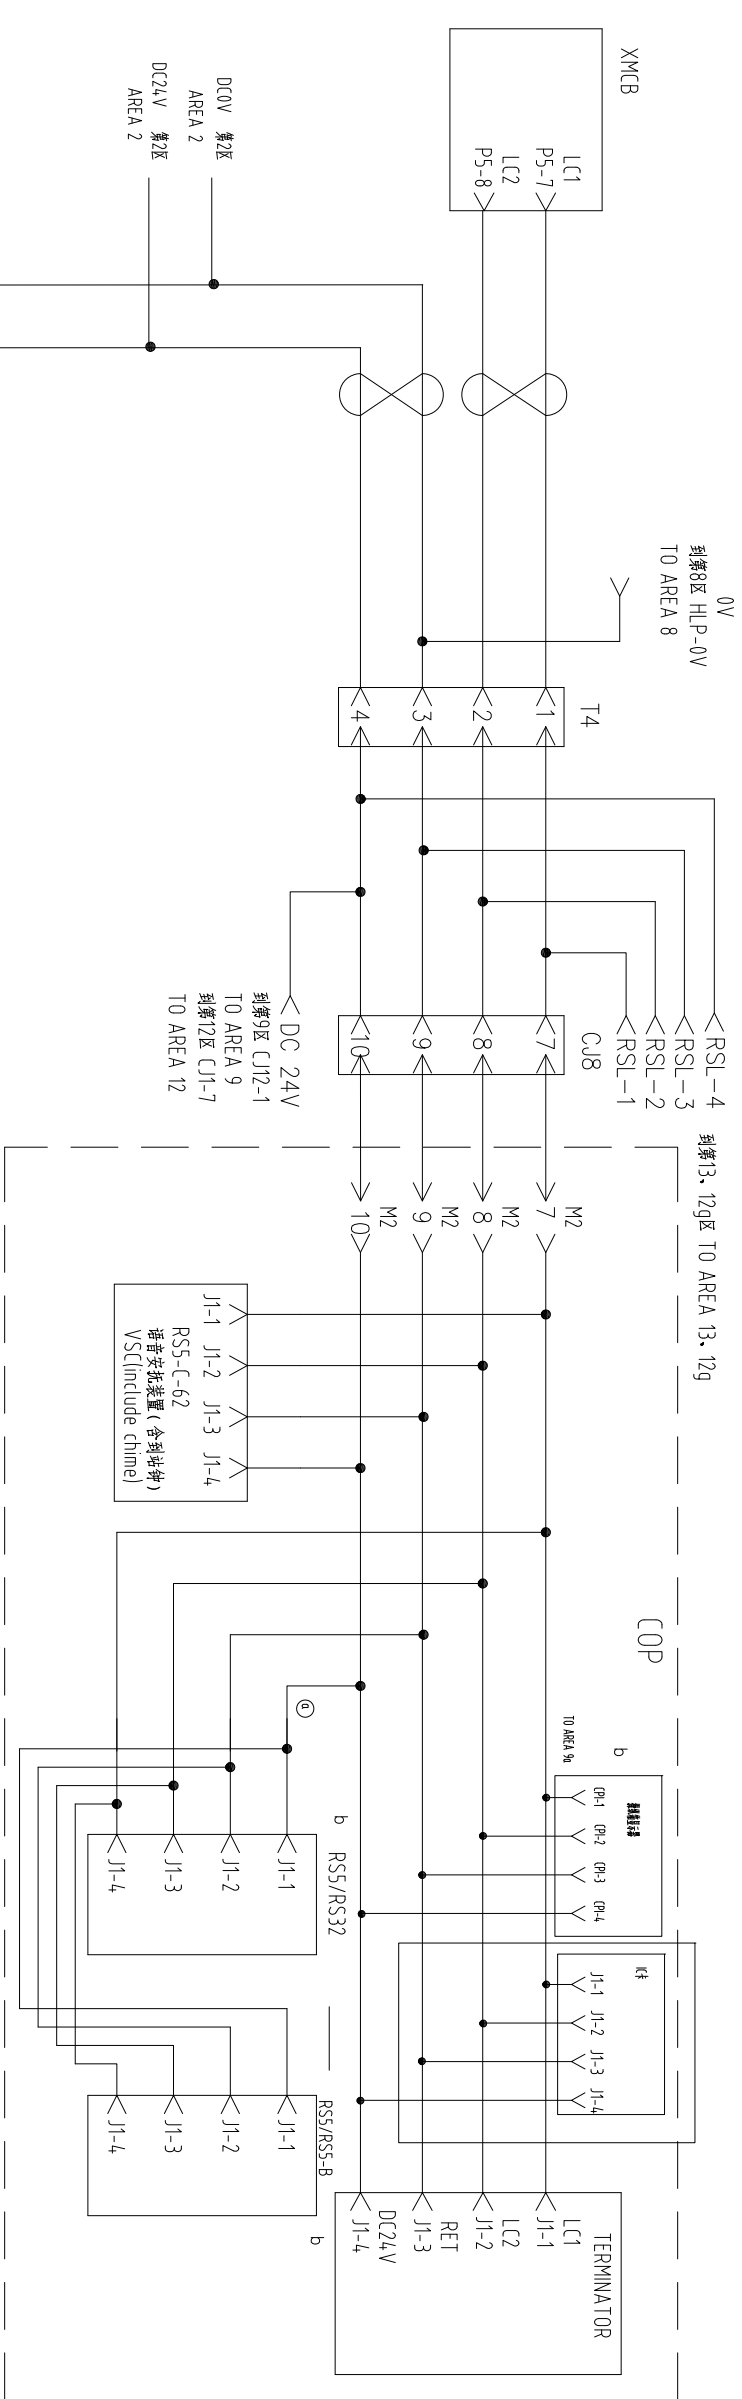 XMCB
LC1
P5-7
LC2
P5-8
DC0V 第2区
AREA 2
DC24V 第2区
AREA 2
0V
到第8区 HLP-0V
TO AREA 8
T4
1
2
3
4
RSL-4
RSL-3
RSL-2
RSL-1
到第13、12g区 TO AREA 13、12g
DC 24V
到第9区 CJ12-1
TO AREA 9
到第12区 CJ1-7
TO AREA 12
CJ8
7
8
9
10
M2
7
M2
8
M2
9
M2
10
J1-1
J1-2
J1-3
J1-4
RS5-C-62
语音安抚装置(含到站钟)
VSC(include chime)
COP
b
TO AREA 9a
CPI-1
CPI-2
CPI-3
CPI-4
IC卡
J1-1
J1-2
J1-3
J1-4
a
b
RS5/RS32
J1-1
J1-2
J1-3
J1-4
RS5/RS5-B
J1-1
J1-2
J1-3
J1-4
b
TERMINATOR
LC1
J1-1
LC2
J1-2
RET
J1-3
DC24V
J1-4